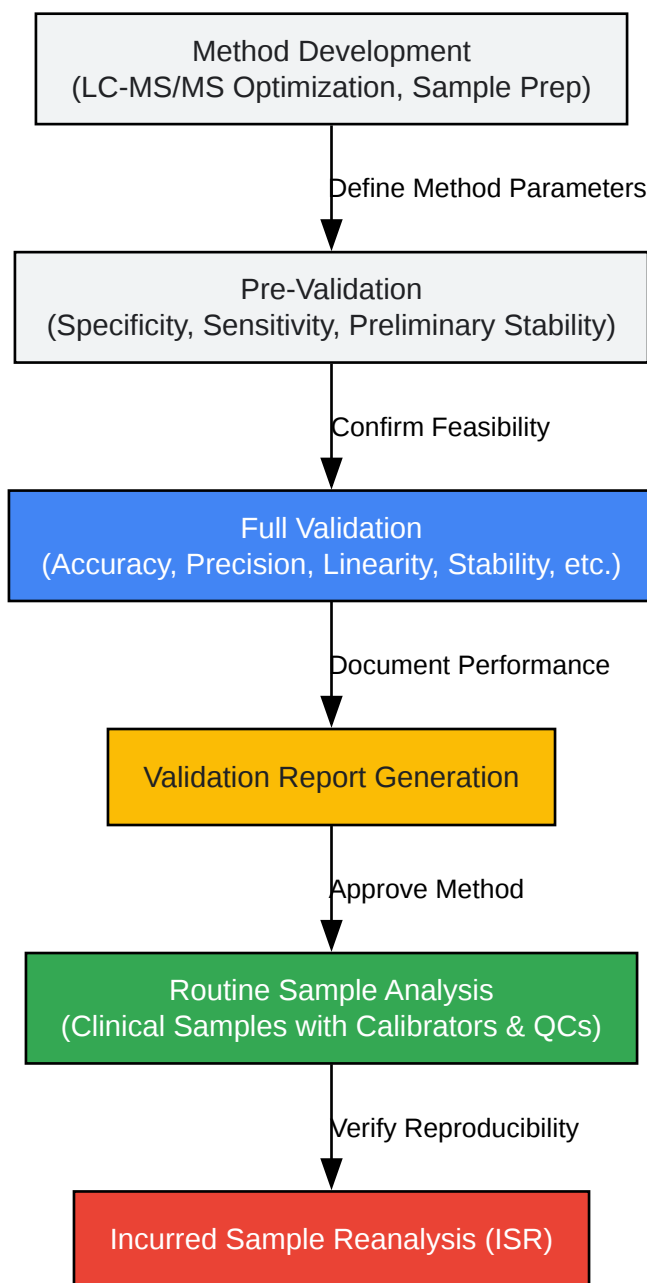 Method Development
(LC-MS/MS Optimization, Sample Prep)
Define Method Parameters
Pre-Validation
(Specificity, Sensitivity, Preliminary Stability)
Confirm Feasibility
Full Validation
(Accuracy, Precision, Linearity, Stability, etc.)
Document Performance
Validation Report Generation
Approve Method
Routine Sample Analysis
(Clinical Samples with Calibrators & QCs)
Verify Reproducibility
Incurred Sample Reanalysis (ISR)